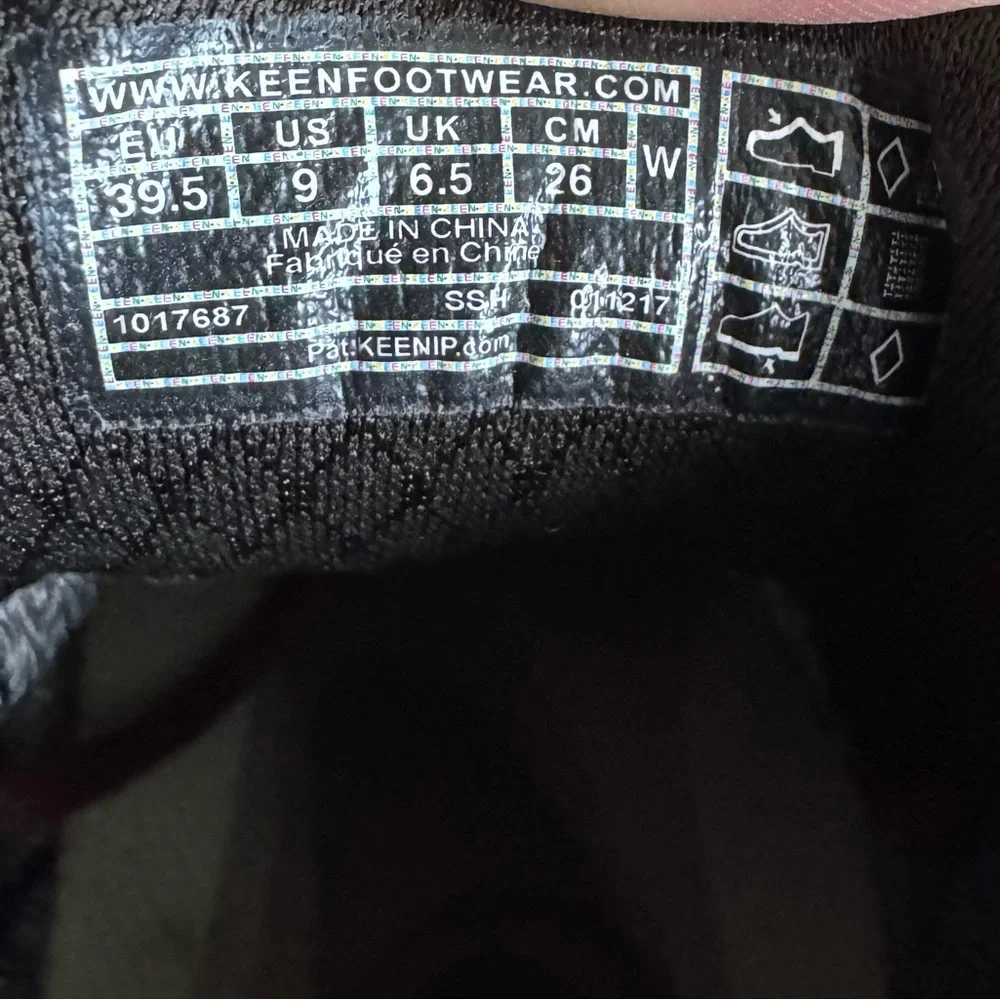 WWW.KEENFOOTWEAR.COM
EU US UK CM W
39.5 9 6.5 26
MADE IN CHINA
Fabriqué en Chine
1017687 SSH 011217
Pat.KEENIP.com